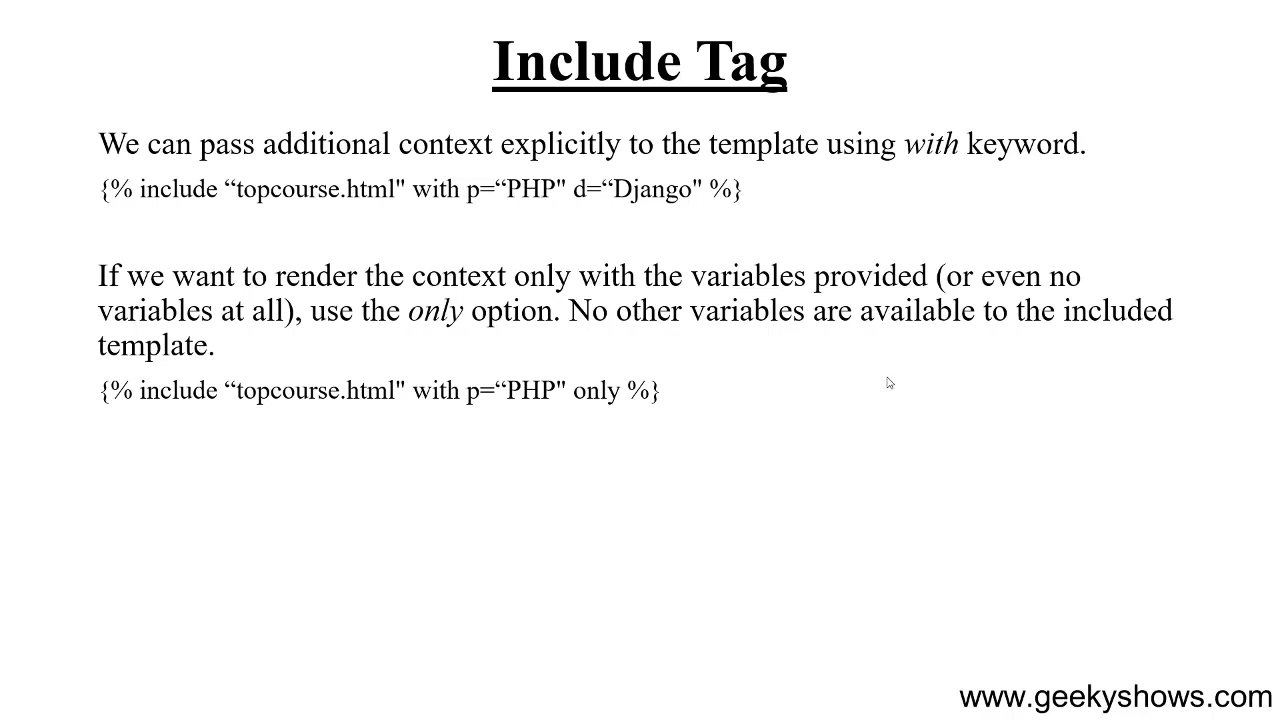 Include Tag
We can pass additional context explicitly to the template using with keyword.
{% include “topcourse.html" with p=“PHP" d=“Django" %}
If we want to render the context only with the variables provided (or even no
variables at all), use the only option. No other variables are available to the included
template.
{% include “topcourse.html" with p=“PHP" only %}
www.geekyshows.com